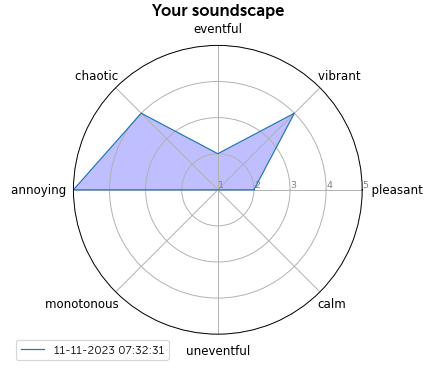 Your soundscape
eventful
chaotic
vibrant
annoying
1 2 3 4 5
pleasant
monotonous
calm
uneventful
11-11-2023 07:32:31